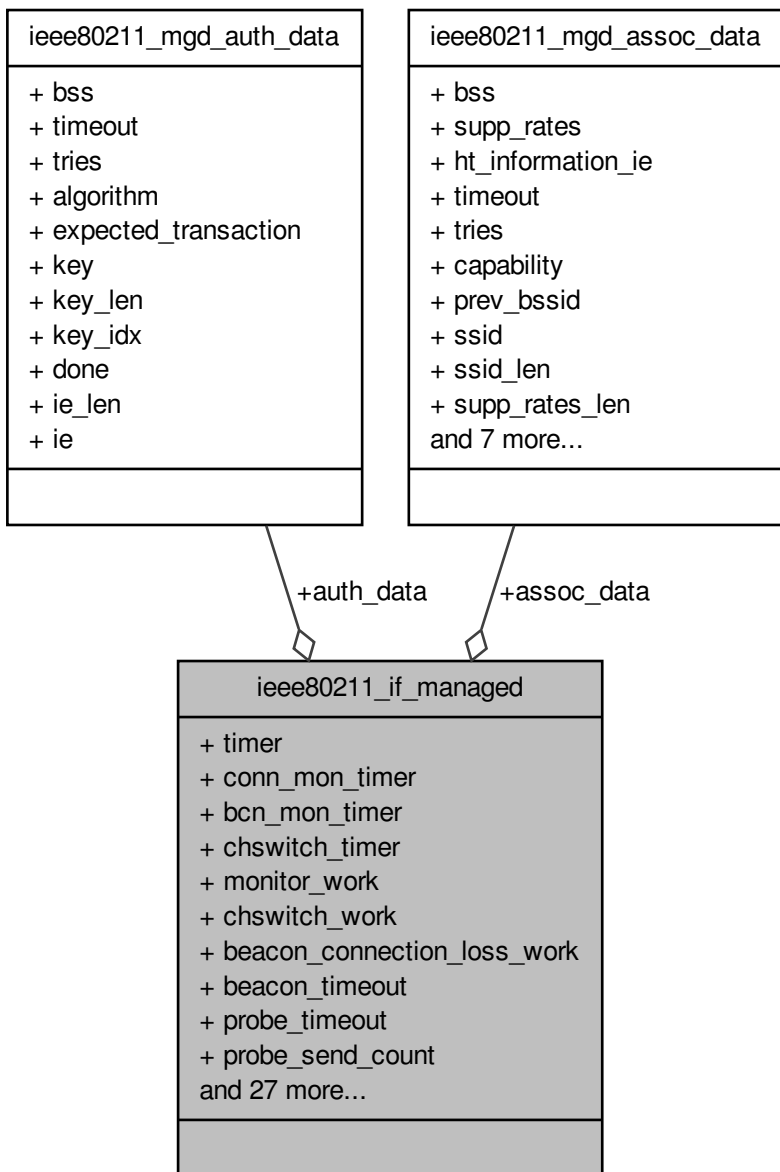 ieee80211_mgd_auth_data
+ bss
+ timeout
+ tries
+ algorithm
+ expected_transaction
+ key
+ key_len
+ key_idx
+ done
+ ie_len
+ ie
ieee80211_mgd_assoc_data
+ bss
+ supp_rates
+ ht_information_ie
+ timeout
+ tries
+ capability
+ prev_bssid
+ ssid
+ ssid_len
+ supp_rates_len
and 7 more...
+auth_data
+assoc_data
ieee80211_if_managed
+ timer
+ conn_mon_timer
+ bcn_mon_timer
+ chswitch_timer
+ monitor_work
+ chswitch_work
+ beacon_connection_loss_work
+ beacon_timeout
+ probe_timeout
+ probe_send_count
and 27 more...